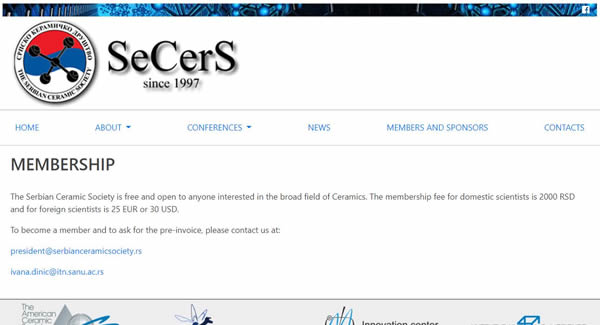 СРПСКО КЕРАМИЧКО ДРУШТВО
THE SERBIAN CERAMIC SOCIETY
SeCerS
since 1997
HOME ABOUT CONFERENCES NEWS MEMBERS AND SPONSORS CONTACTS
MEMBERSHIP
The Serbian Ceramic Society is free and open to anyone interested in the broad field of Ceramics. The membership fee for domestic scientists is 2000 RSD
and for foreign scientists is 25 EUR or 30 USD.
To become a member and to ask for the pre-invoice, please contact us at:
president@serbianceramicsociety.rs
ivana.dinic@itn.sanu.ac.rs
The
American
Ceramic
Innovation center